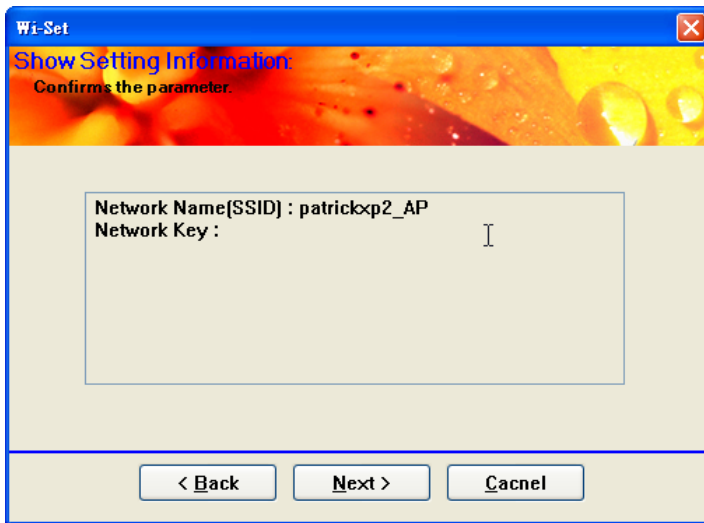 Wi-Set
Show Setting Information:
Confirms the parameter.
Network Name(SSID) : patrickxp2_AP
Network Key :
< Back
Next >
Cacnel